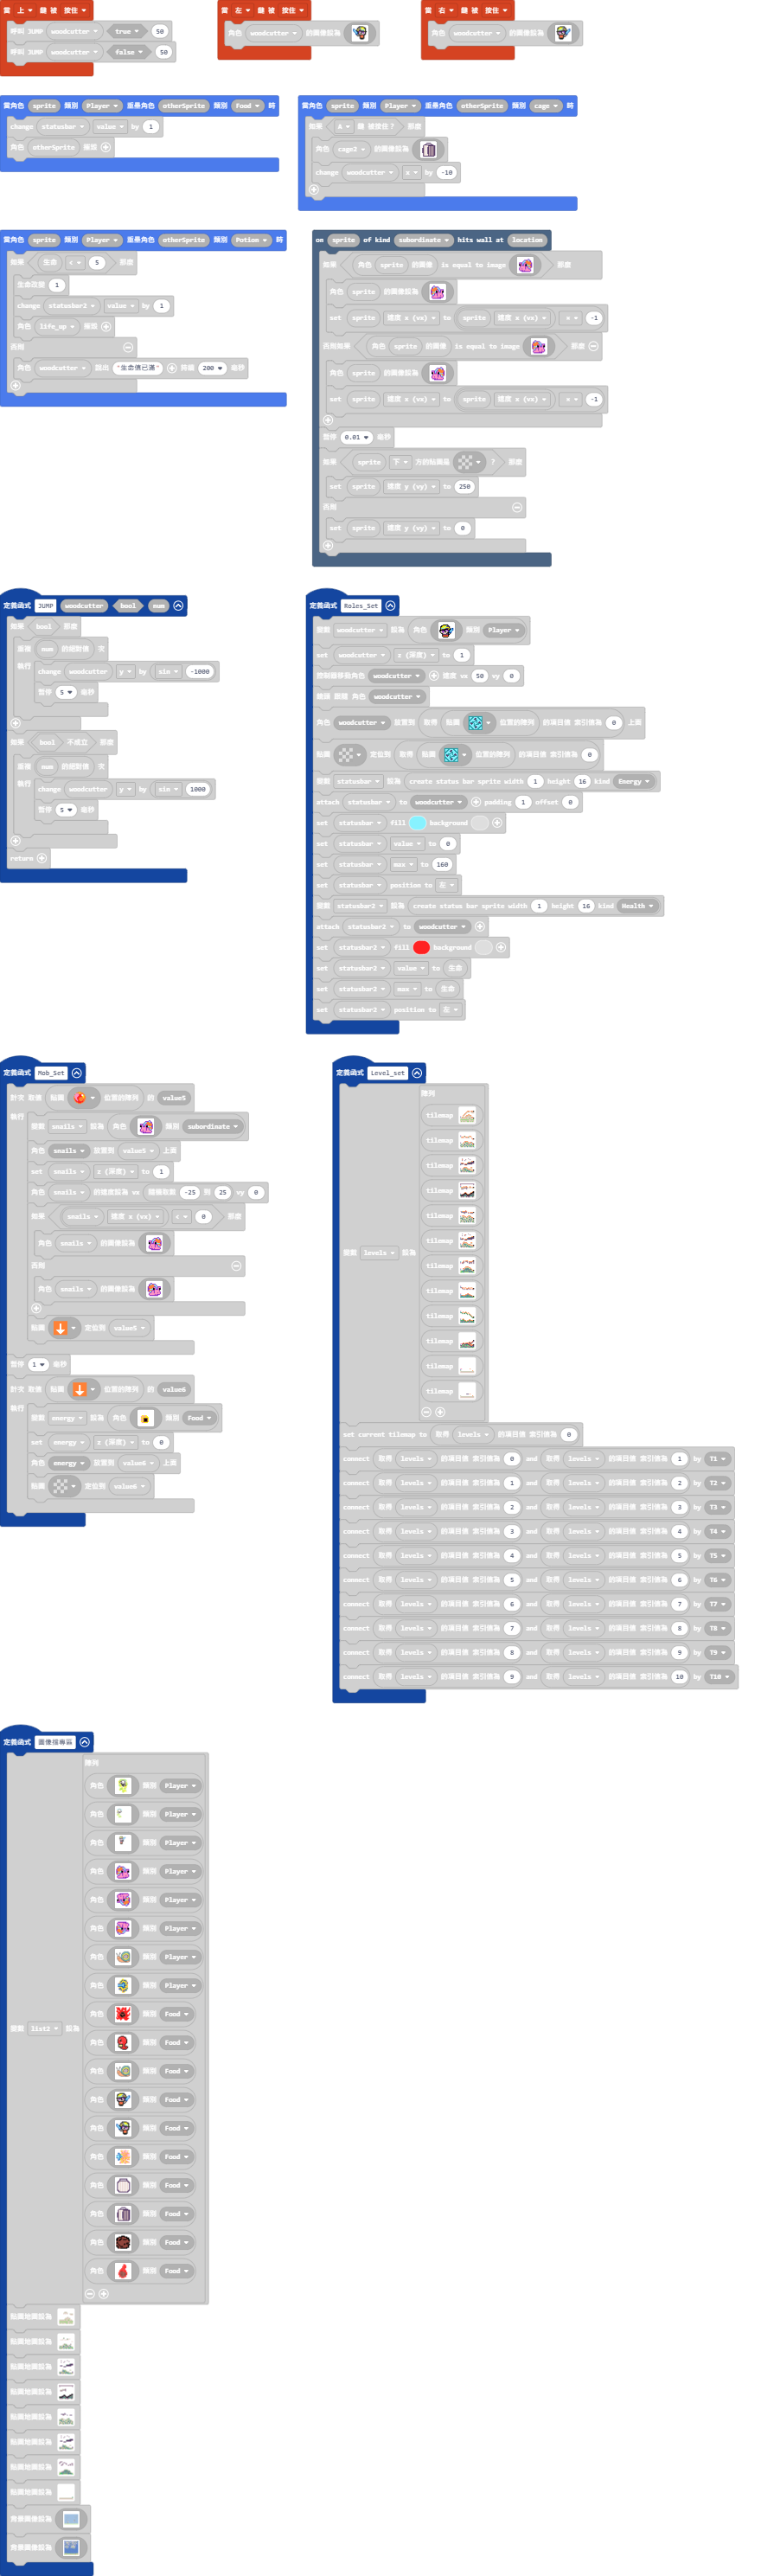 當 上 鍵 被 按住
呼叫 JUMP woodcutter true 50
呼叫 JUMP woodcutter false 50
當 左 鍵 被 按住
角色 woodcutter 的圖像設為
當 右 鍵 被 按住
角色 woodcutter 的圖像設為
當角色 sprite 類別 Player 重疊角色 otherSprite 類別 Food 時
change statusbar value by 1
角色 otherSprite 摧毀
當角色 sprite 類別 Player 重疊角色 otherSprite 類別 cage 時
如果 A 鍵 被按住? 那麼
角色 cage2 的圖像設為
change woodcutter x by -10
當角色 sprite 類別 Player 重疊角色 otherSprite 類別 Potion 時
如果 生命 < 5 那麼
生命改變 1
change statusbar2 value by 1
角色 life_ap 摧毀
否則
角色 woodcutter 說出 "生命值已滿" 持續 200 毫秒
on sprite of kind subordinate hits wall at location
如果 角色 sprite 的圖像 is equal to image 那麼
角色 sprite 的圖像設為
set sprite 速度 x (vx) to sprite 速度 x (vx) × -1
否則如果 角色 sprite 的圖像 is equal to image 那麼
角色 sprite 的圖像設為
set sprite 速度 x (vx) to sprite 速度 x (vx) × -1
暫停 0.01 毫秒
如果 sprite 下 方的貼圖是 ? 那麼
set sprite 速度 y (vy) to 250
否則
set sprite 速度 y (vy) to 0
定義函式 JUMP woodcutter bool num
如果 bool 那麼
重複 num 的絕對值 次
執行 change woodcutter y by sin -1000
暫停 5 毫秒
如果 bool 不成立 那麼
重複 num 的絕對值 次
執行 change woodcutter y by sin 1000
暫停 5 毫秒
return
定義函式 Roles_Set
變數 woodcutter 設為 角色 類別 Player
set woodcutter z (深度) to 1
控制器移動角色 woodcutter 速度 vx 50 vy 0
鏡頭 跟隨 角色 woodcutter
角色 woodcutter 放置到 取得 貼圖 位置的陣列 的項目值 索引值為 0 上面
貼圖 定位到 取得 貼圖 位置的陣列 的項目值 索引值為 0
變數 statusbar 設為 create status bar sprite width 1 height 16 kind Energy
attach statusbar to woodcutter padding 1 offset 0
set statusbar fill background
set statusbar value to 0
set statusbar max to 160
set statusbar position to 左
變數 statusbar2 設為 create status bar sprite width 1 height 16 kind Health
attach statusbar2 to woodcutter
set statusbar2 fill background
set statusbar2 value to 生命
set statusbar2 max to 生命
set statusbar2 position to 左
定義函式 Mob_Set
計次 取值 貼圖 位置的陣列 的 value5
執行 變數 snails 設為 角色 類別 subordinate
角色 snails 放置到 value5 上面
set snails z (深度) to 1
角色 snails 的速度設為 vx 隨機取數 -25 到 25 vy 0
如果 snails 速度 x (vx) < 0 那麼
角色 snails 的圖像設為
否則
角色 snails 的圖像設為
貼圖 定位到 value5
暫停 1 毫秒
計次 取值 貼圖 位置的陣列 的 value6
執行 變數 energy 設為 角色 類別 Food
set energy z (深度) to 0
角色 energy 放置到 value6 上面
貼圖 定位到 value6
定義函式 Level_set
陣列
tilemap
tilemap
tilemap
tilemap
tilemap
tilemap
變數 levels 設為
tilemap
tilemap
tilemap
tilemap
tilemap
tilemap
set current tilemap to 取得 levels 的項目值 索引值為 0
connect 取得 levels 的項目值 索引值為 0 and 取得 levels 的項目值 索引值為 1 by T1
connect 取得 levels 的項目值 索引值為 1 and 取得 levels 的項目值 索引值為 2 by T2
connect 取得 levels 的項目值 索引值為 2 and 取得 levels 的項目值 索引值為 3 by T3
connect 取得 levels 的項目值 索引值為 3 and 取得 levels 的項目值 索引值為 4 by T4
connect 取得 levels 的項目值 索引值為 4 and 取得 levels 的項目值 索引值為 5 by T5
connect 取得 levels 的項目值 索引值為 5 and 取得 levels 的項目值 索引值為 6 by T6
connect 取得 levels 的項目值 索引值為 6 and 取得 levels 的項目值 索引值為 7 by T7
connect 取得 levels 的項目值 索引值為 7 and 取得 levels 的項目值 索引值為 8 by T8
connect 取得 levels 的項目值 索引值為 8 and 取得 levels 的項目值 索引值為 9 by T9
connect 取得 levels 的項目值 索引值為 9 and 取得 levels 的項目值 索引值為 10 by T10
定義函式 圖像擋專區
陣列
角色 類別 Player
角色 類別 Player
角色 類別 Player
角色 類別 Player
角色 類別 Player
角色 類別 Player
角色 類別 Player
角色 類別 Player
角色 類別 Food
變數 list3 設為
角色 類別 Food
角色 類別 Food
角色 類別 Food
角色 類別 Food
角色 類別 Food
角色 類別 Food
角色 類別 Food
角色 類別 Food
角色 類別 Food
貼圖地圖設為
貼圖地圖設為
貼圖地圖設為
貼圖地圖設為
貼圖地圖設為
貼圖地圖設為
貼圖地圖設為
貼圖地圖設為
背景圖像設為
背景圖像設為